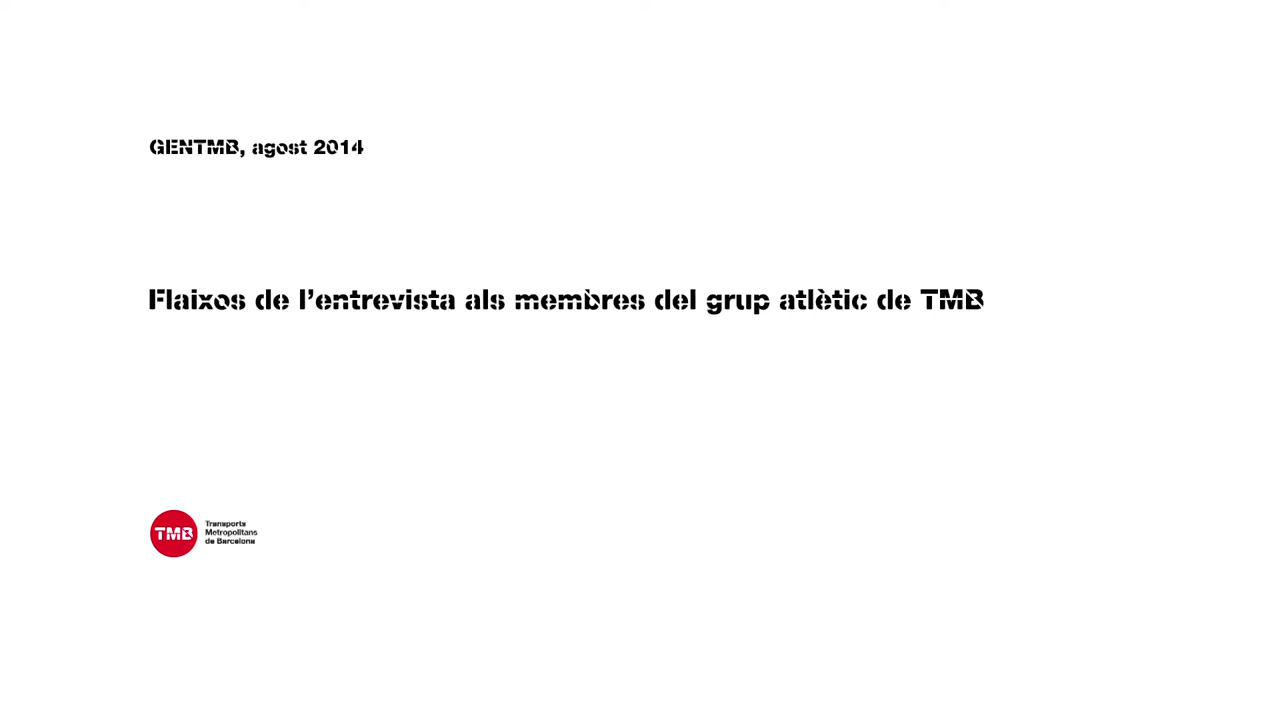 GENTMB, agost 2014
Flaixos de l’entrevista als membres del grup atlètic de TMB
TMB
Transports
Metropolitans
de Barcelona